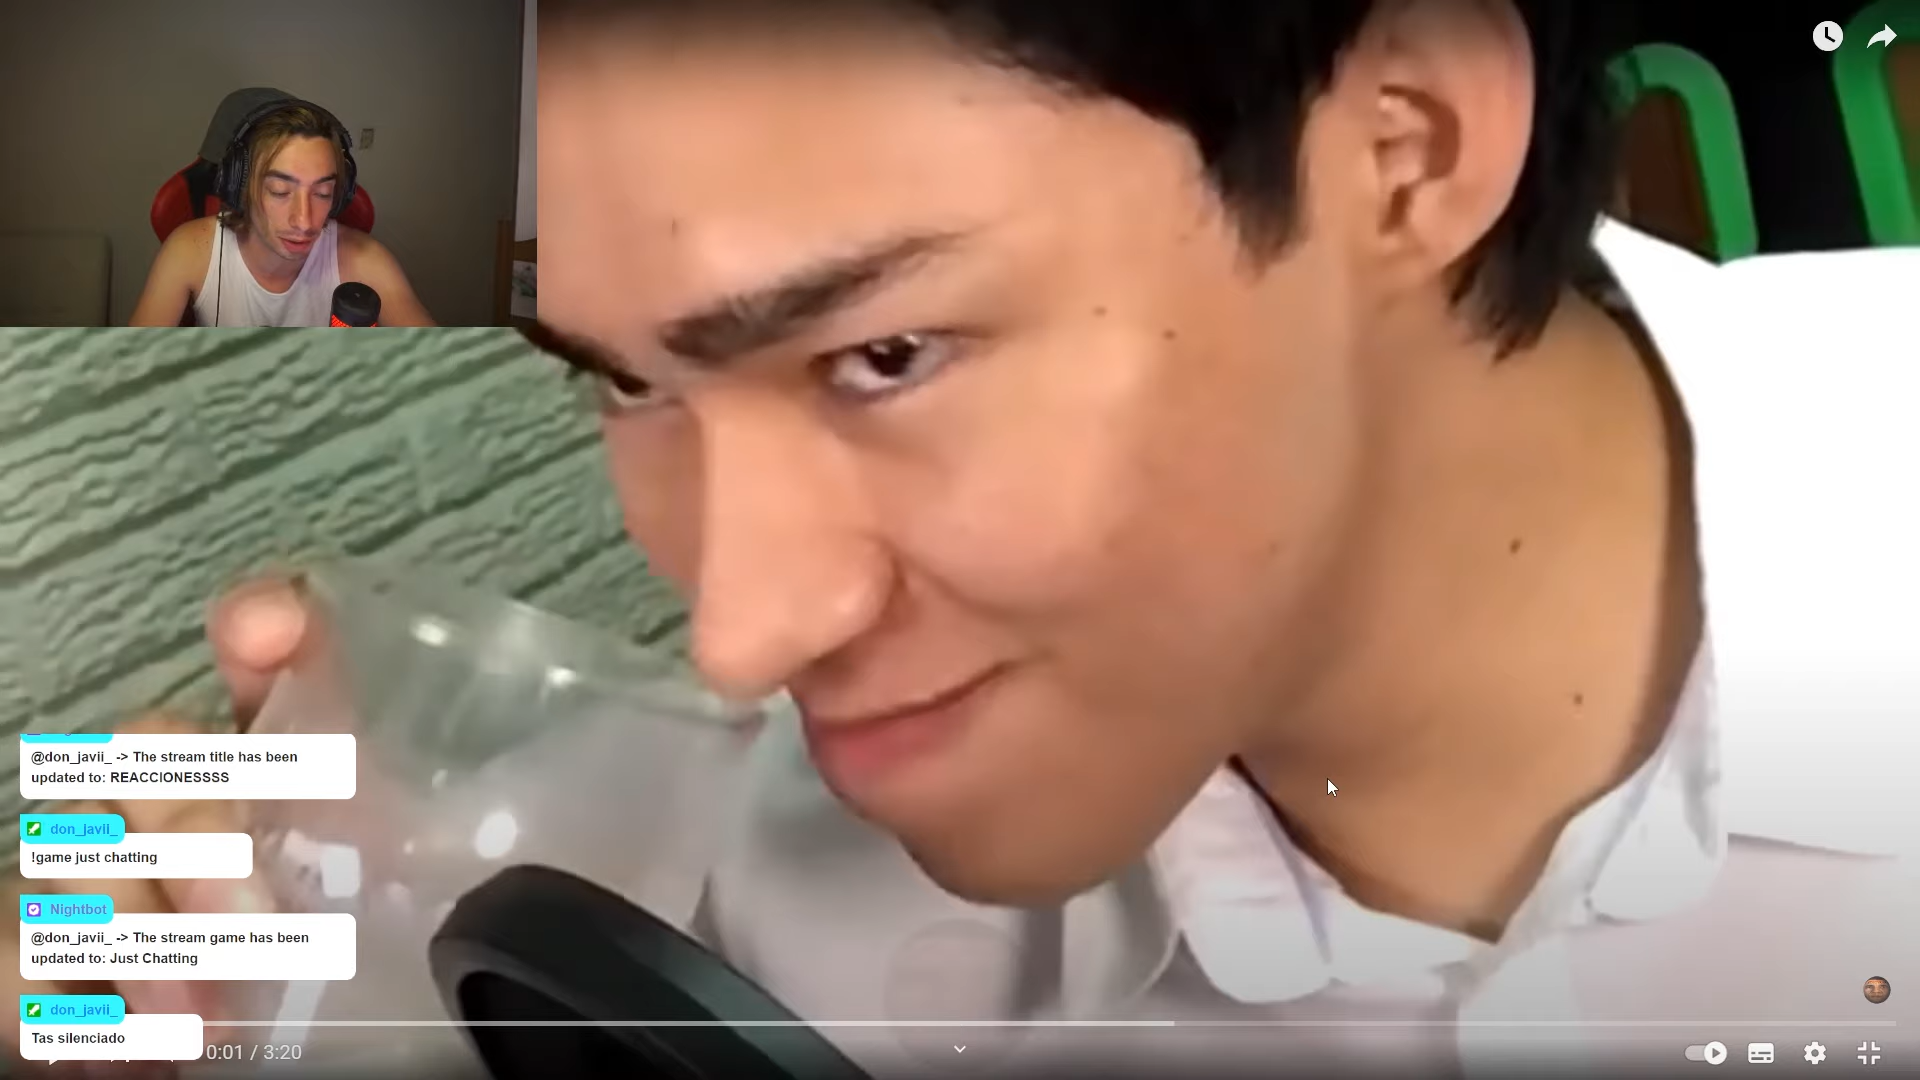 @don_javii_ -> The stream title has been
updated to: REACCIONESSSS
don_javii_
!game just chatting
Nightbot
@don_javii_ -> The stream game has been
updated to: Just Chatting
don_javii_
Tas silenciado
0:01 / 3:20